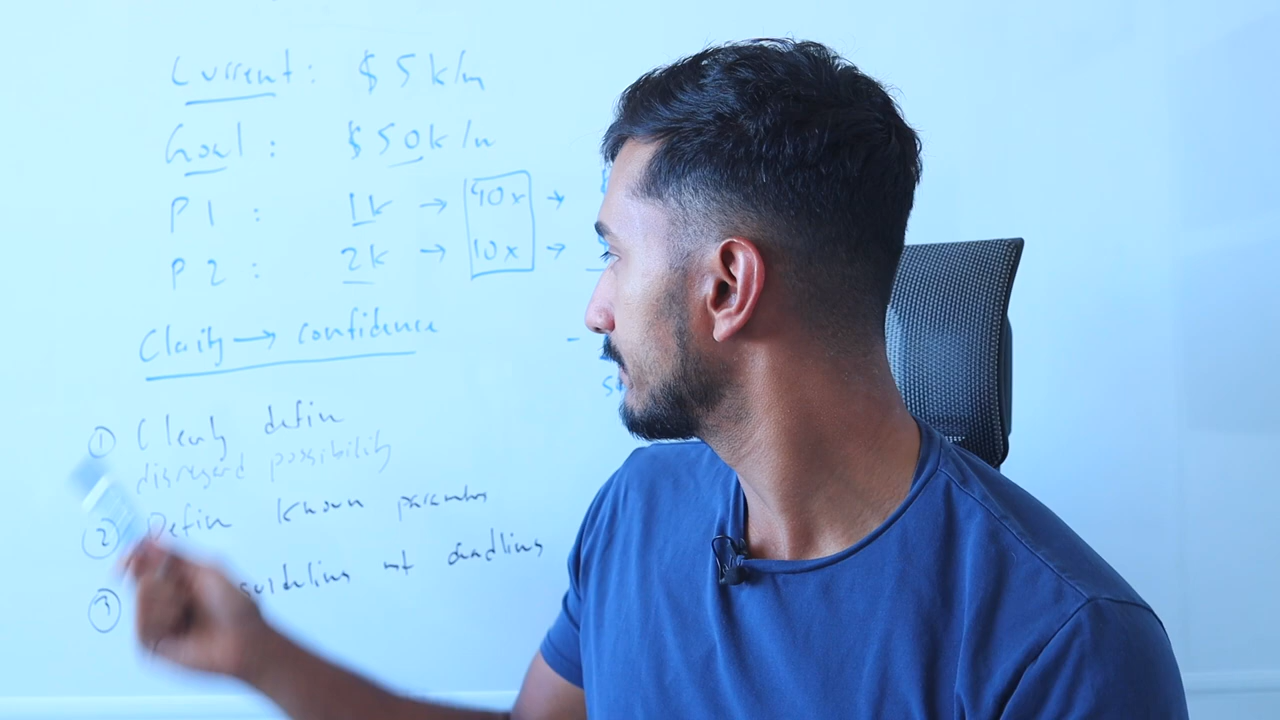 Current: $5k/m
Goal: $50k/m
P1: 1k → 40x →
P2: 2k → 10x →
Clarity → confidence
① Clearly define
disregard possibility
② Define known
③ guidelines not deadlines